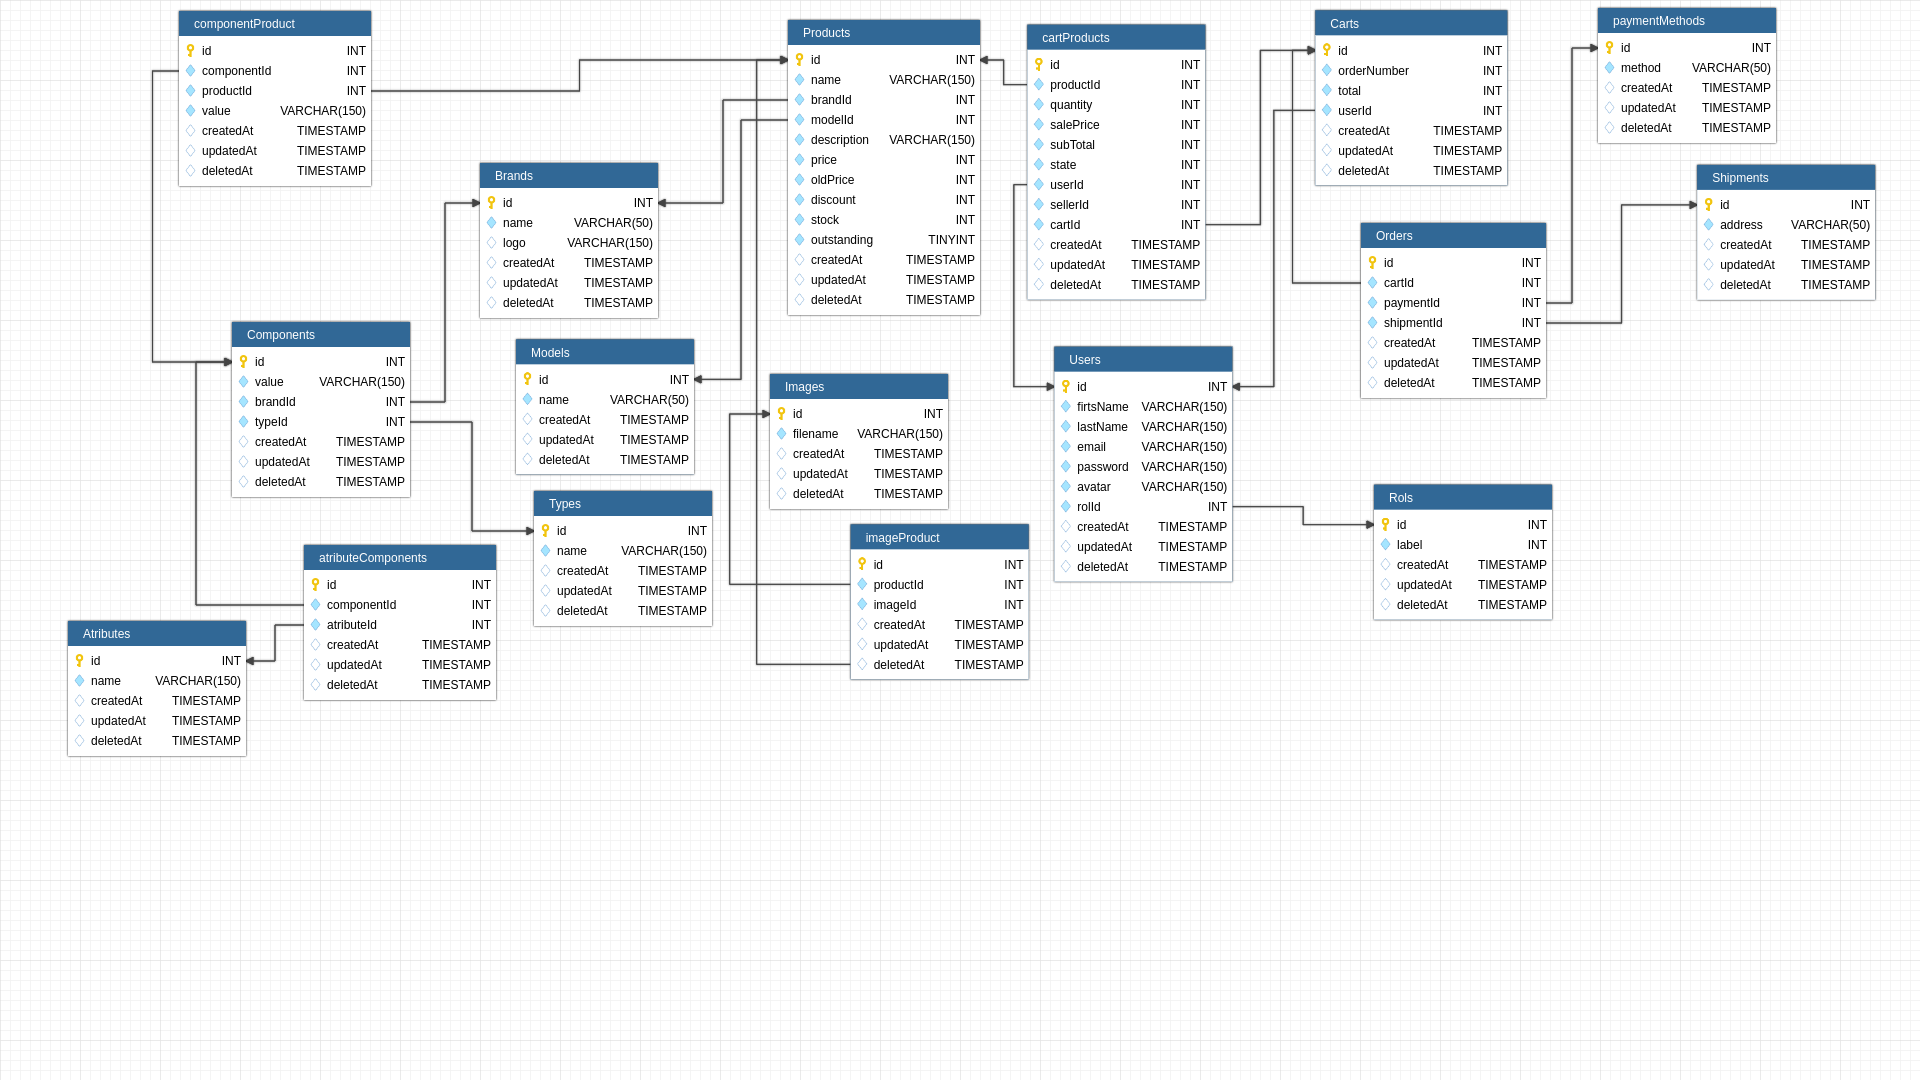 componentProduct
id INT
componentId INT
productId INT
value VARCHAR(150)
createdAt TIMESTAMP
updatedAt TIMESTAMP
deletedAt TIMESTAMP
Products
id INT
name VARCHAR(150)
brandId INT
modelId INT
description VARCHAR(150)
price INT
oldPrice INT
discount INT
stock INT
outstanding TINYINT
createdAt TIMESTAMP
updatedAt TIMESTAMP
deletedAt TIMESTAMP
cartProducts
id INT
productId INT
quantity INT
salePrice INT
subTotal INT
state INT
userId INT
sellerId INT
cartId INT
createdAt TIMESTAMP
updatedAt TIMESTAMP
deletedAt TIMESTAMP
Carts
id INT
orderNumber INT
total INT
userId INT
createdAt TIMESTAMP
updatedAt TIMESTAMP
deletedAt TIMESTAMP
paymentMethods
id INT
method VARCHAR(50)
createdAt TIMESTAMP
updatedAt TIMESTAMP
deletedAt TIMESTAMP
Brands
id INT
name VARCHAR(50)
logo VARCHAR(150)
createdAt TIMESTAMP
updatedAt TIMESTAMP
deletedAt TIMESTAMP
Shipments
id INT
address VARCHAR(50)
createdAt TIMESTAMP
updatedAt TIMESTAMP
deletedAt TIMESTAMP
Orders
id INT
cartId INT
paymentId INT
shipmentId INT
createdAt TIMESTAMP
updatedAt TIMESTAMP
deletedAt TIMESTAMP
Components
id INT
value VARCHAR(150)
brandId INT
typeId INT
createdAt TIMESTAMP
updatedAt TIMESTAMP
deletedAt TIMESTAMP
Models
id INT
name VARCHAR(50)
createdAt TIMESTAMP
updatedAt TIMESTAMP
deletedAt TIMESTAMP
Images
id INT
filename VARCHAR(150)
createdAt TIMESTAMP
updatedAt TIMESTAMP
deletedAt TIMESTAMP
Users
id INT
firtsName VARCHAR(150)
lastName VARCHAR(150)
email VARCHAR(150)
password VARCHAR(150)
avatar VARCHAR(150)
rolId INT
createdAt TIMESTAMP
updatedAt TIMESTAMP
deletedAt TIMESTAMP
Types
id INT
name VARCHAR(150)
createdAt TIMESTAMP
updatedAt TIMESTAMP
deletedAt TIMESTAMP
Rols
id INT
label INT
createdAt TIMESTAMP
updatedAt TIMESTAMP
deletedAt TIMESTAMP
imageProduct
id INT
productId INT
imageId INT
createdAt TIMESTAMP
updatedAt TIMESTAMP
deletedAt TIMESTAMP
atributeComponents
id INT
componentId INT
atributeId INT
createdAt TIMESTAMP
updatedAt TIMESTAMP
deletedAt TIMESTAMP
Atributes
id INT
name VARCHAR(150)
createdAt TIMESTAMP
updatedAt TIMESTAMP
deletedAt TIMESTAMP